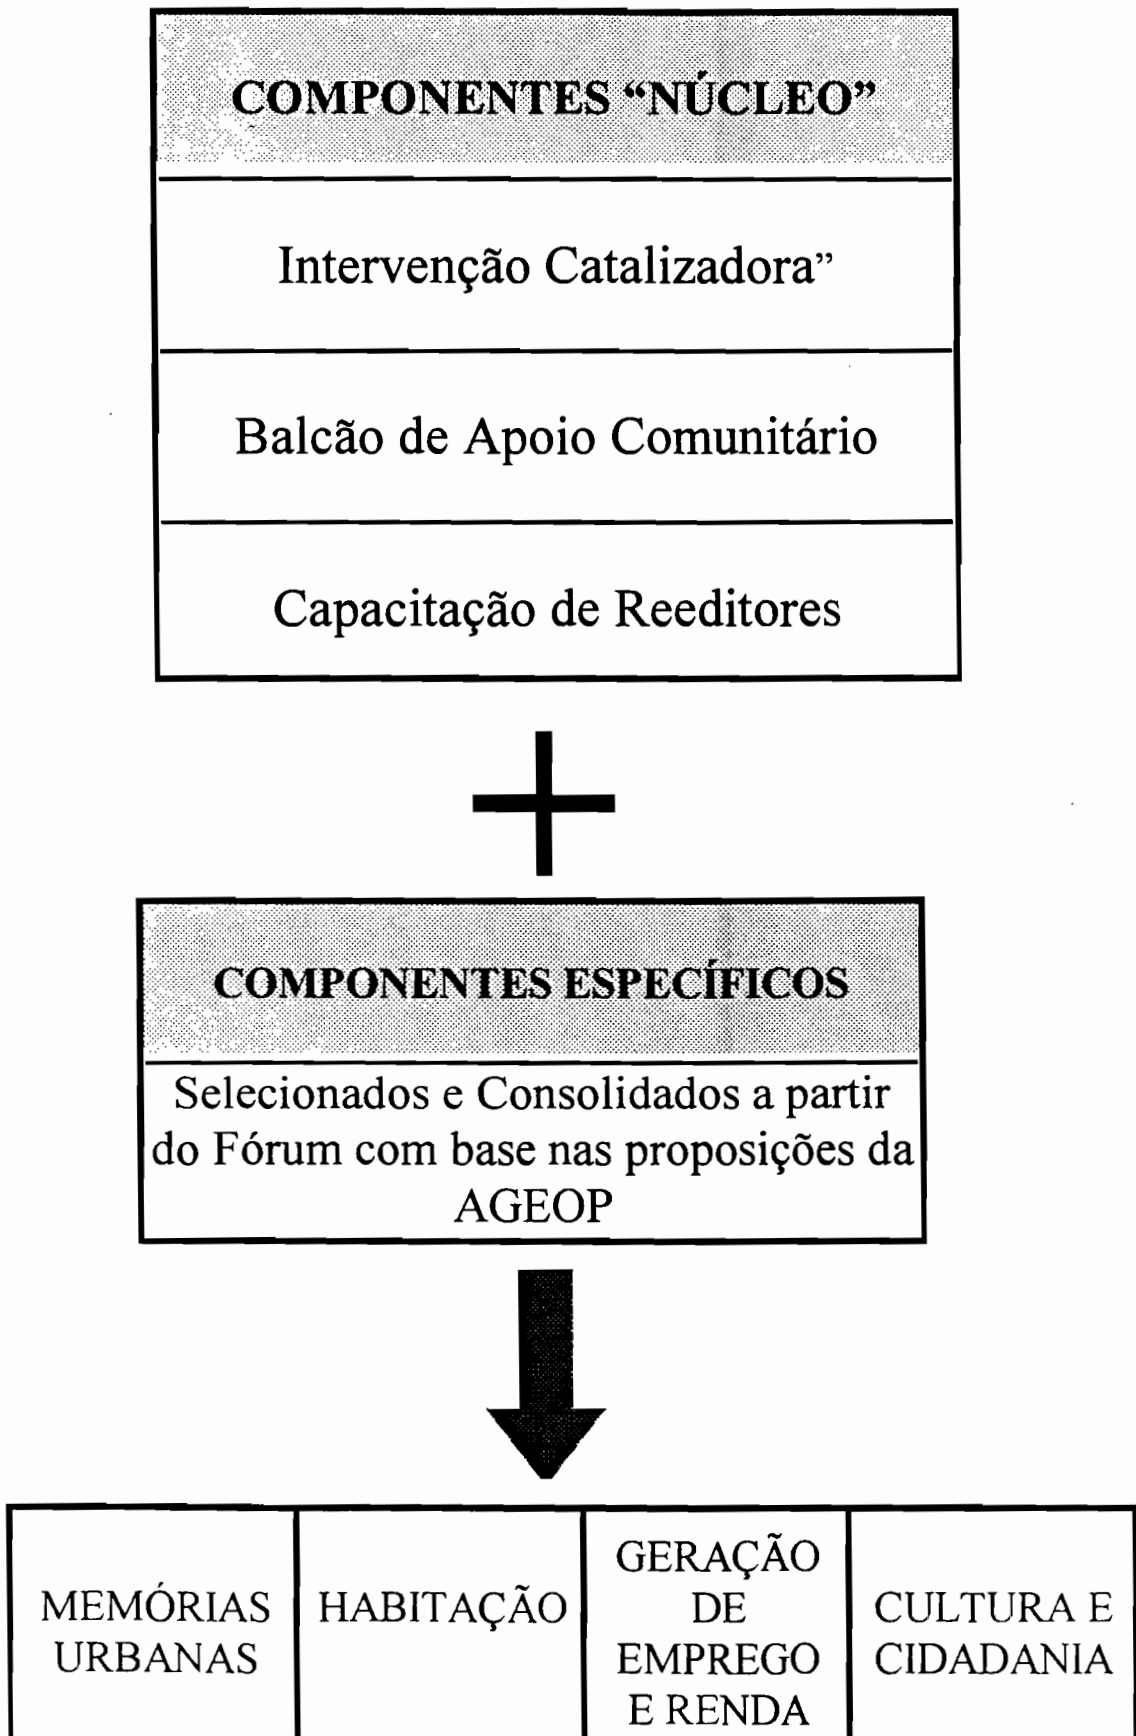 COMPONENTES “NÚCLEO”
Intervenção Catalizadora”
Balcão de Apoio Comunitário
Capacitação de Reeditores
+
COMPONENTES ESPECÍFICOS
Selecionados e Consolidados a partir
do Fórum com base nas proposições da
AGEOP
MEMÓRIAS
URBANAS
HABITAÇÃO
GERAÇÃO
DE
EMPREGO
E RENDA
CULTURA E
CIDADANIA